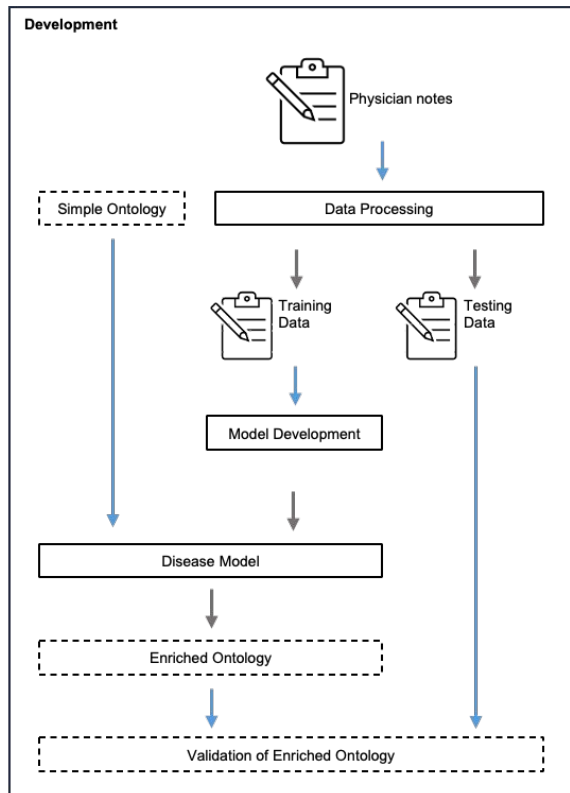 Development
Physician notes
Simple Ontology
Data Processing
Training
Data
Testing
Data
Model Development
Disease Model
Enriched Ontology
Validation of Enriched Ontology